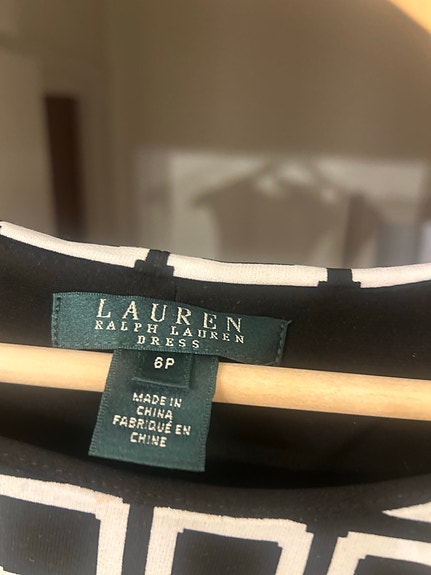 LAUREN
RALPH LAUREN
DRESS
6P
MADE IN
CHINA
FABRIQUÉ EN
CHINE